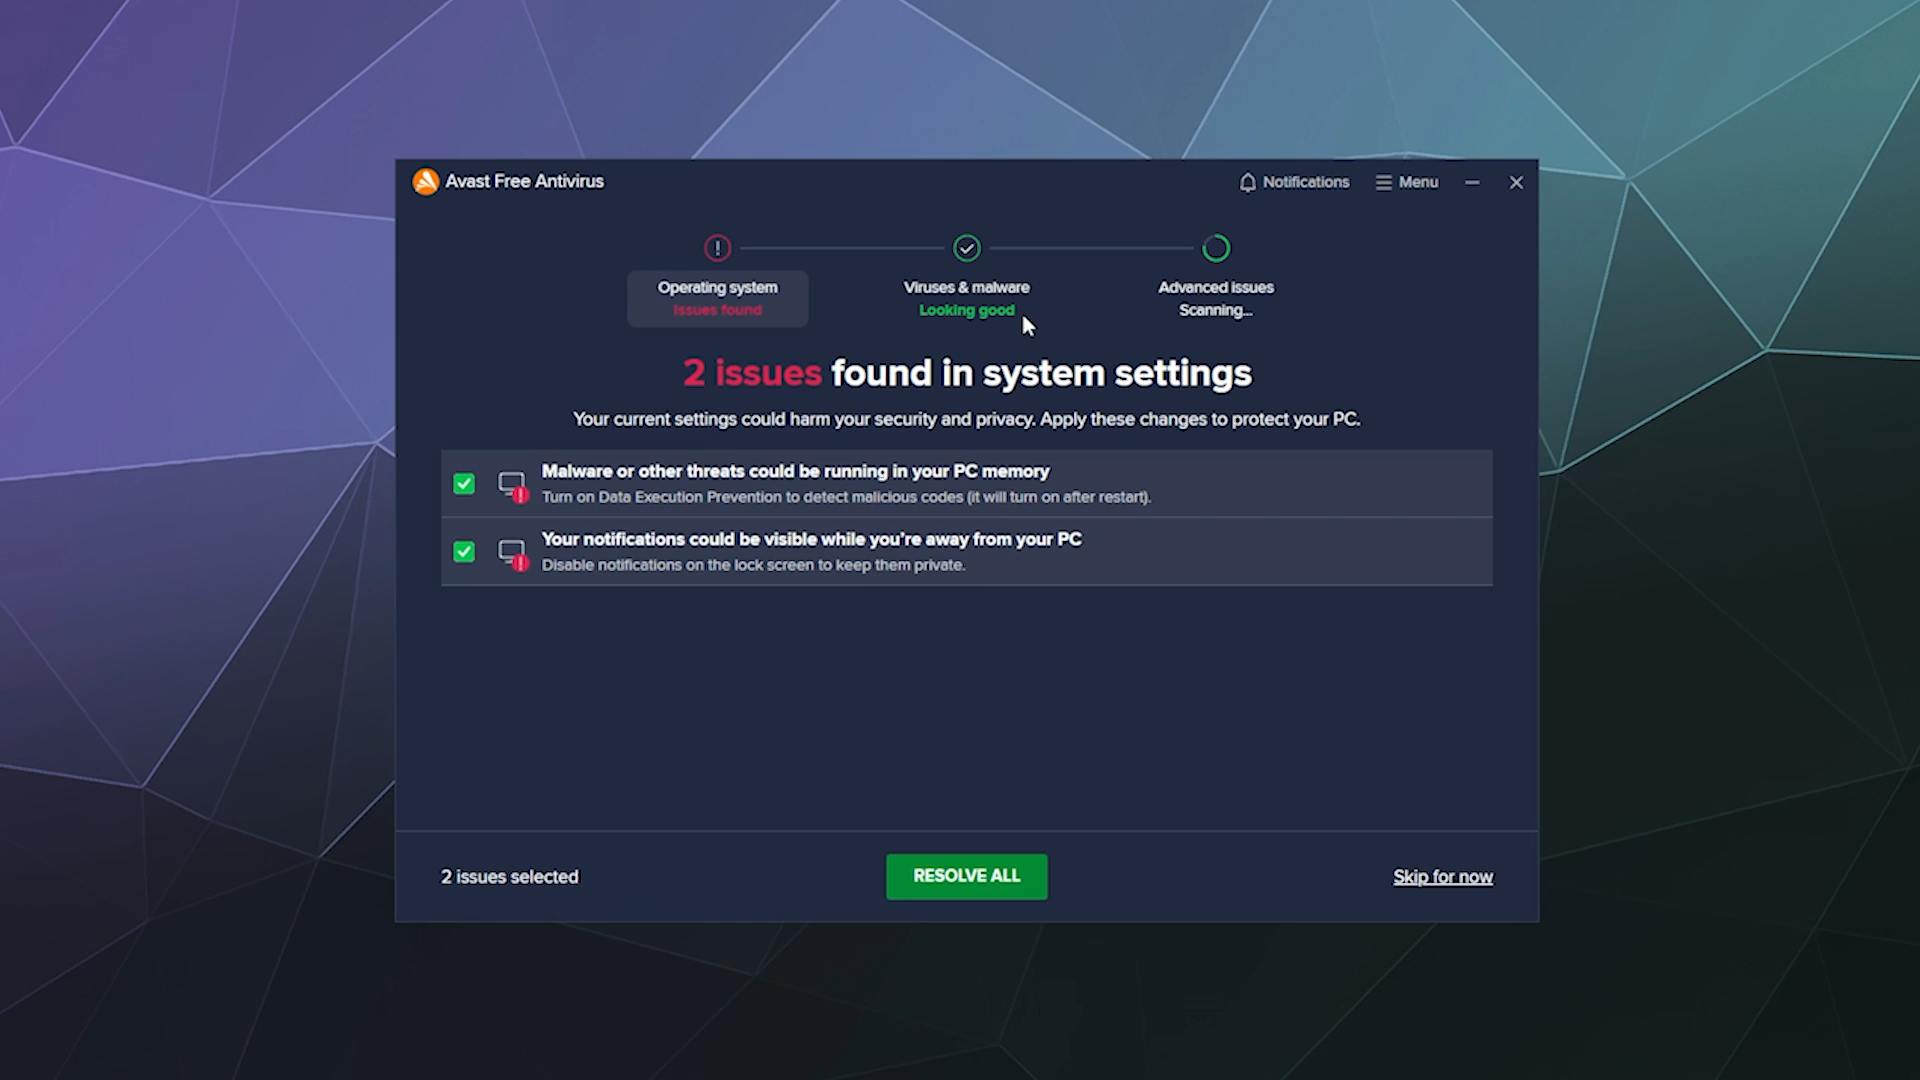 Avast Free Antivirus
Notifications
Menu
Operating system
Issues found
Viruses & malware
Looking good
Advanced issues
Scanning...
2 issues found in system settings
Your current settings could harm your security and privacy. Apply these changes to protect your PC.
Malware or other threats could be running in your PC memory
Turn on Data Execution Prevention to detect malicious codes (it will turn on after restart).
Your notifications could be visible while you're away from your PC
Disable notifications on the lock screen to keep them private.
2 issues selected
RESOLVE ALL
Skip for now